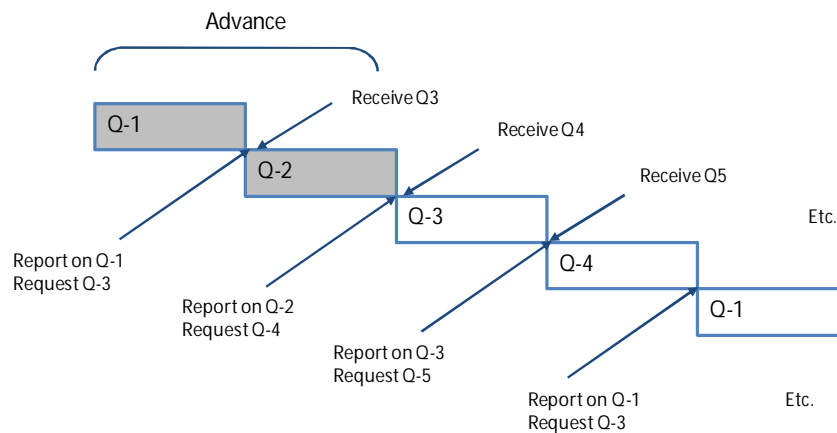 Advance
Receive Q3
Q-1
Receive Q4
Q-2
Receive Q5
Q-3
Etc.
Report on Q-1
Request Q-3
Q-4
Report on Q-2
Request Q-4
Q-1
Report on Q-3
Request Q-5
Report on Q-1
Request Q-3
Etc.